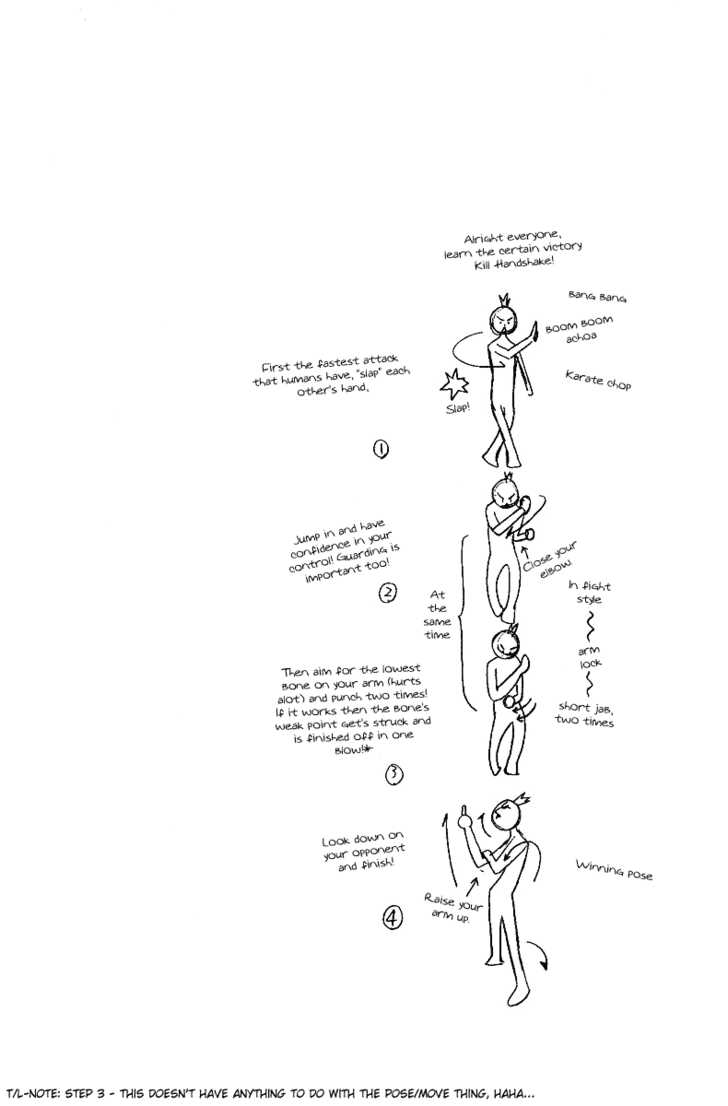 Alright everyone,
learn the certain victory
Kill Handshake!
Bang Bang
Boom Boom
achoa
Karate chop
First the fastest attack
that humans have, "slap" each
other's hand.
Slap!
1
Jump in and have
confidence in your
control! Guarding is
important too!
2
Close your
elbow
At
the
same
time
In fight
style
arm
lock
short jab,
two times
Then aim for the lowest
Bone on your arm (hurts
alot) and punch two times!
If it works then the Bone's
weak point get's struck and
is finished off in one
Blow!*
3
Look down on
your opponent
and finish!
4
Raise your
arm up.
Winning pose
T/L-NOTE: STEP 3 - THIS DOESN'T HAVE ANYTHING TO DO WITH THE POSE/MOVE THING, HAHA...